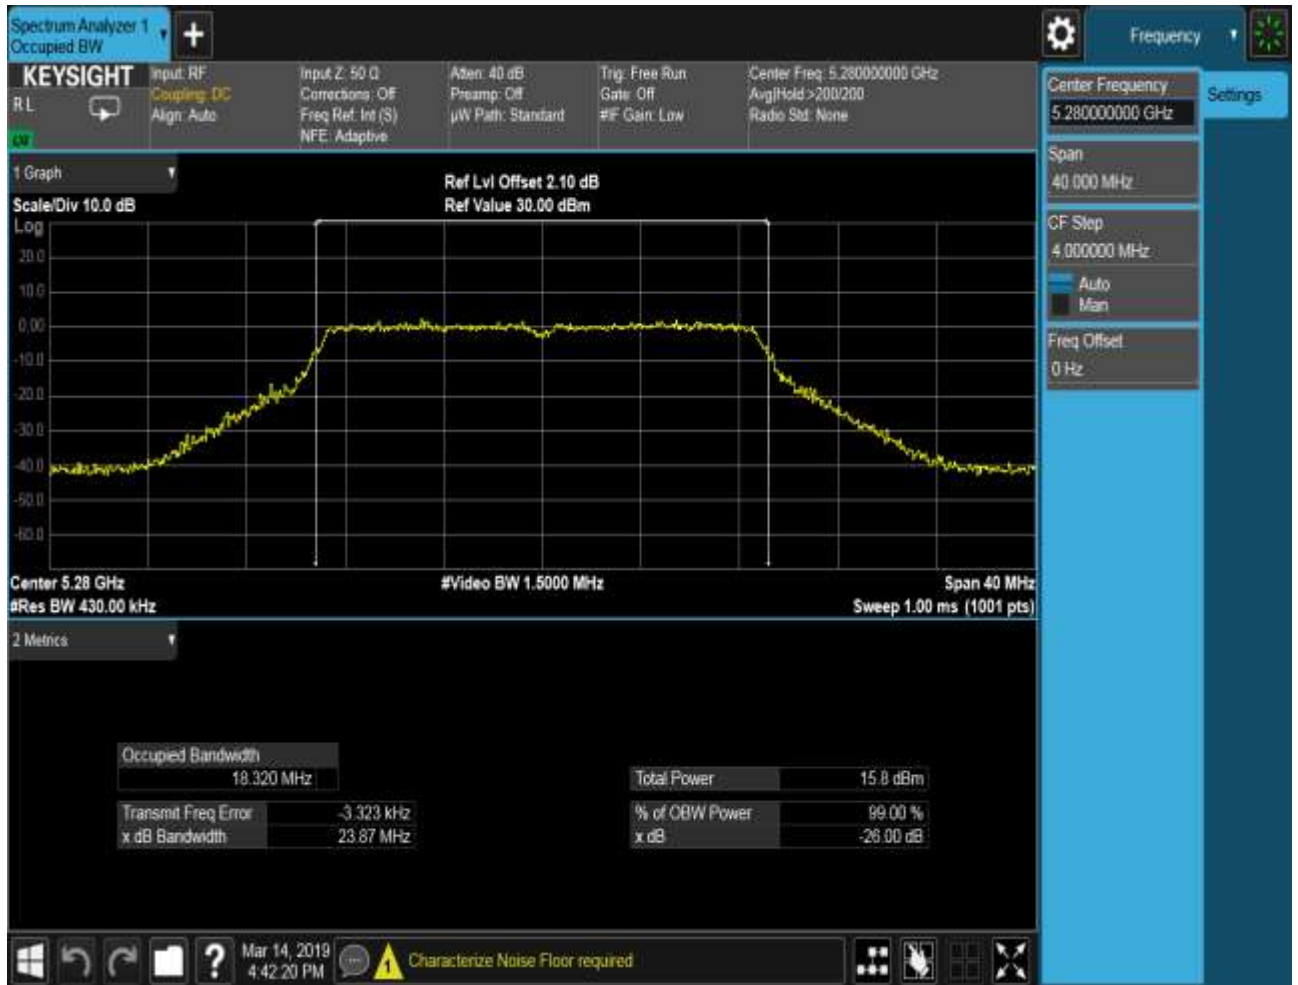 Spectrum Analyzer 1
Occupied BW
Frequency
KEYSIGHT
Input: RF
Input Z: 50 Ω
Atten: 40 dB
Trig: Free Run
Center Freq: 5.280000000 GHz
RL
Coupling: DC
Corrections: Off
Preamp: Off
Gate: Off
Avg|Hold:>200/200
Align: Auto
Freq Ref: Int (S)
µW Path: Standard
#IF Gain: Low
Radio Std: None
NFE: Adaptive
Center Frequency
5.280000000 GHz
Settings
Span
40.000 MHz
CF Step
4.000000 MHz
Auto
Man
Freq Offset
0 Hz
1 Graph
Ref Lvl Offset 2.10 dB
Scale/Div 10.0 dB
Ref Value 30.00 dBm
Log
20.0
10.0
0.00
-10.0
-20.0
-30.0
-40.0
-50.0
-60.0
Center 5.28 GHz
#Video BW 1.5000 MHz
Span 40 MHz
#Res BW 430.00 kHz
Sweep 1.00 ms (1001 pts)
2 Metrics
Occupied Bandwidth
18.320 MHz
Total Power
15.8 dBm
Transmit Freq Error
-3.323 kHz
% of OBW Power
99.00 %
x dB Bandwidth
23.87 MHz
x dB
-26.00 dB
?
Mar 14, 2019
4:42:20 PM
1
Characterize Noise Floor required